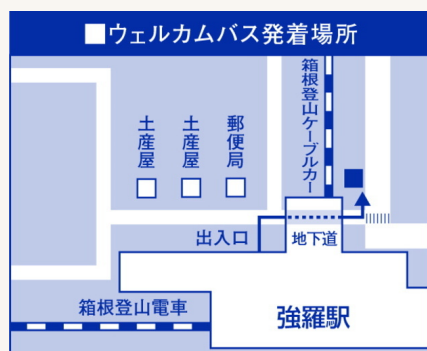 ■ウェルカムバス発着場所
箱根登山ケーブルカー
土産屋
土産屋
郵便局
出入口
地下道
箱根登山電車
強羅駅